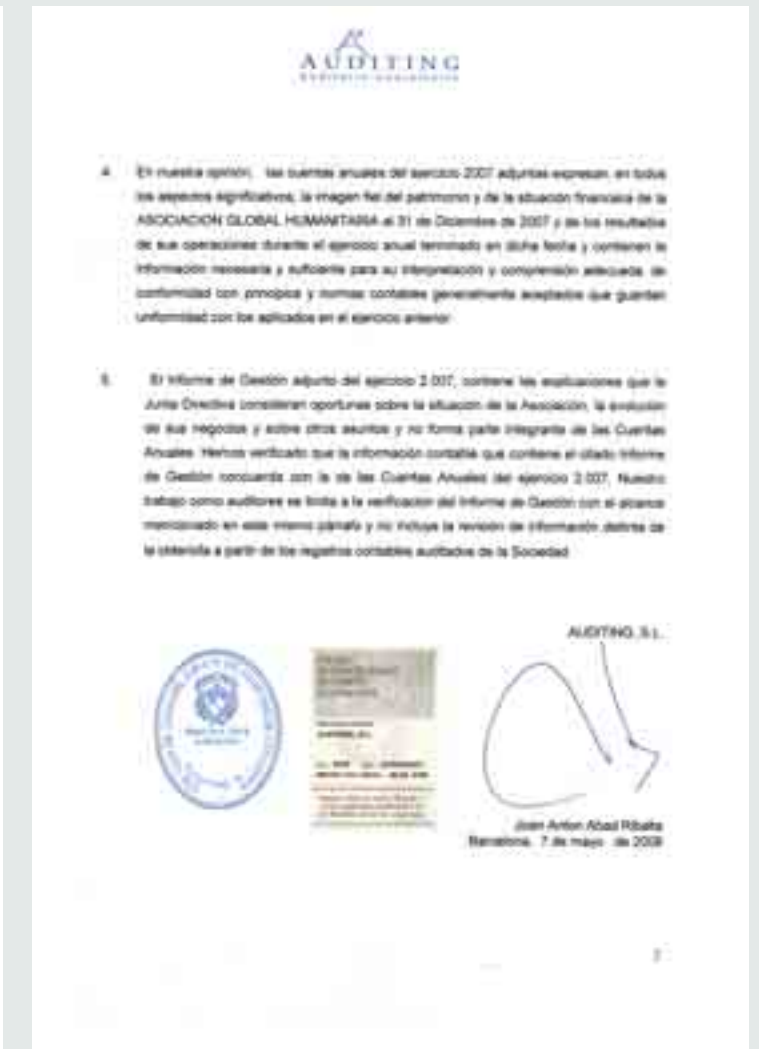 AUDITING
4. En nuestra opinión, las cuentas anuales del ejercicio 2007 adjuntas expresan, en todos
los aspectos significativos, la imagen fiel del patrimonio y de la situación financiera de la
ASOCIACION GLOBAL HUMANITARIA al 31 de Diciembre de 2007 y de los resultados
de sus operaciones durante el ejercicio anual terminado en dicha fecha y contienen la
información necesaria y suficiente para su interpretación y comprensión adecuada, de
conformidad con principios y normas contables generalmente aceptados que guardan
uniformidad con los aplicados en el ejercicio anterior.
5. El Informe de Gestión adjunto del ejercicio 2.007, contiene las explicaciones que la
Junta Directiva consideran oportunas sobre la situación de la Asociación, la evolución
de sus negocios y sobre otros asuntos y no forma parte integrante de las Cuentas
Anuales. Hemos verificado que la información contable que contiene el citado Informe
de Gestión concuerda con la de las Cuentas Anuales del ejercicio 2.007. Nuestro
trabajo como auditores se limita a la verificación del Informe de Gestión con el alcance
mencionado en este mismo párrafo y no incluye la revisión de información distinta de
la obtenida a partir de los registros contables auditados de la Sociedad
AUDITING, S.L.
AUDITING, S.L.
Joan Anton Abad Ribalta
Barcelona, 7 de mayo de 2008
2